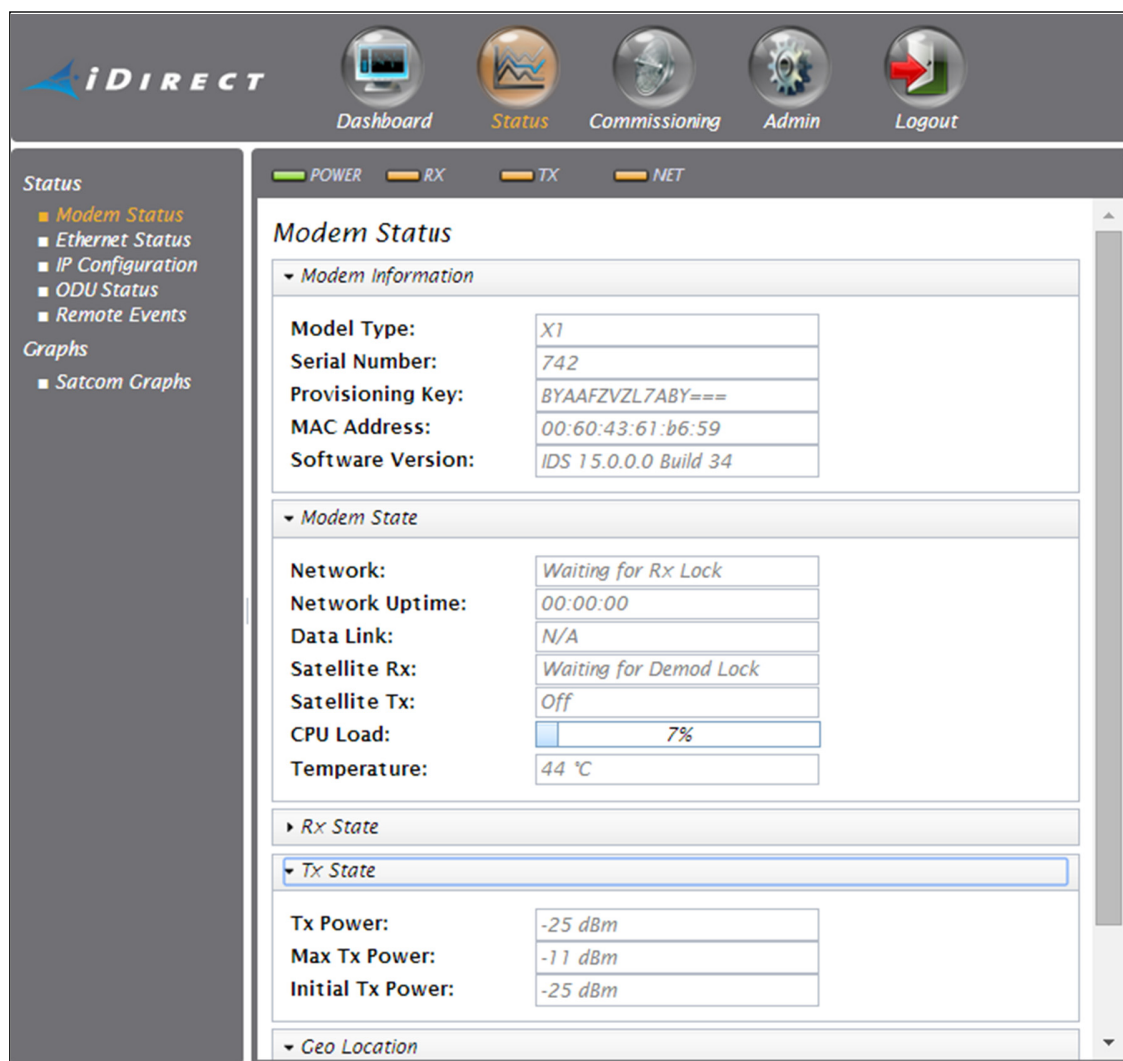 iDIRECT
Dashboard Status Commissioning Admin Logout
Status
Modem Status
Ethernet Status
IP Configuration
ODU Status
Remote Events
Graphs
Satcom Graphs
POWER RX TX NET
Modem Status
Modem Information
Model Type: X1
Serial Number: 742
Provisioning Key: BYAAFZVZL7ABY===
MAC Address: 00:60:43:61:b6:59
Software Version: IDS 15.0.0.0 Build 34
Modem State
Network: Waiting for Rx Lock
Network Uptime: 00:00:00
Data Link: N/A
Satellite Rx: Waiting for Demod Lock
Satellite Tx: Off
CPU Load: 7%
Temperature: 44 °C
Rx State
Tx State
Tx Power: -25 dBm
Max Tx Power: -11 dBm
Initial Tx Power: -25 dBm
Geo Location